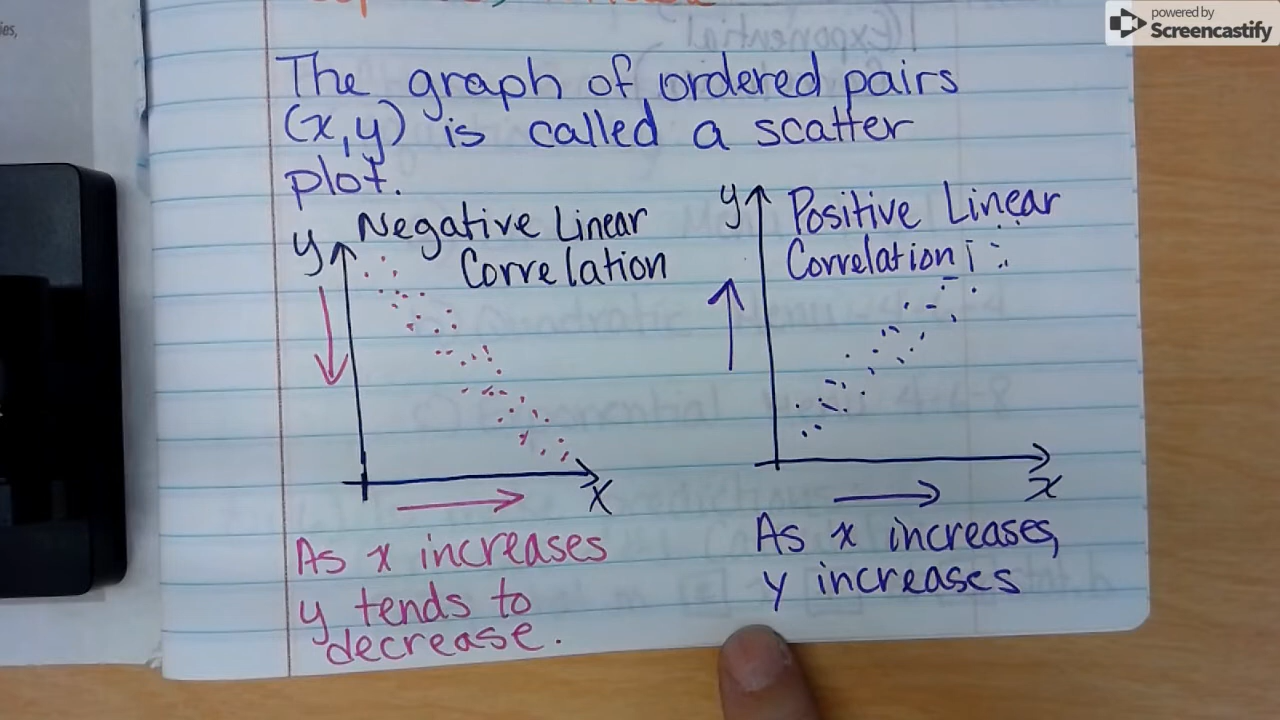 ies,
powered by
Screencastify
The graph of ordered pairs
(x,y) is called a scatter
plot.
y Negative Linear
Correlation
x
As x increases
y tends to
decrease.
y Positive Linear
Correlation
x
As x increases,
y increases